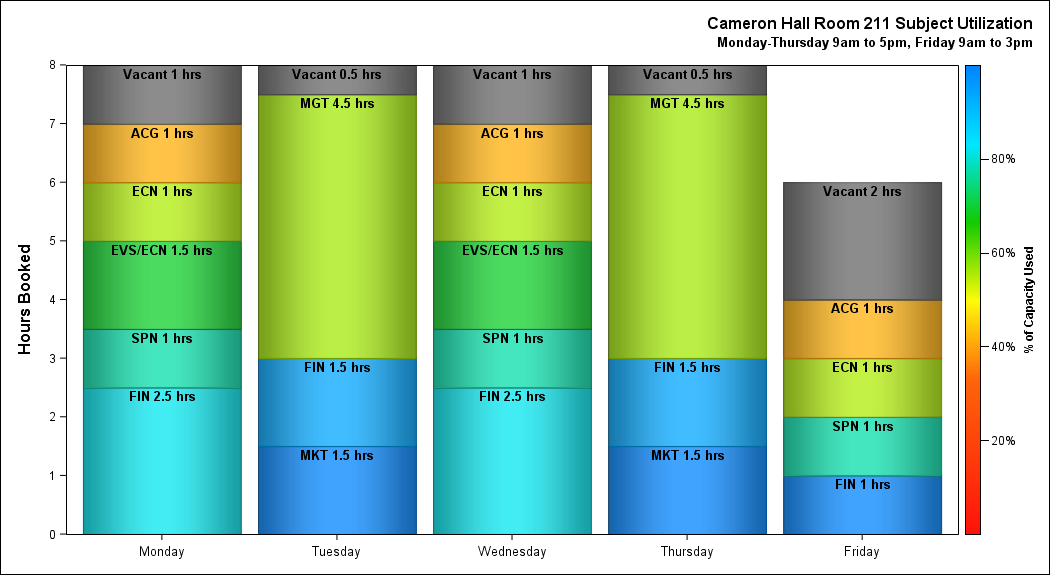 Cameron Hall Room 211 Subject Utilization
Monday-Thursday 9am to 5pm, Friday 9am to 3pm
Hours Booked
8
7
6
5
4
3
2
1
0
Vacant 1 hrs
ACG 1 hrs
ECN 1 hrs
EVS/ECN 1.5 hrs
SPN 1 hrs
FIN 2.5 hrs
Monday
Vacant 0.5 hrs
MGT 4.5 hrs
FIN 1.5 hrs
MKT 1.5 hrs
Tuesday
Vacant 1 hrs
ACG 1 hrs
ECN 1 hrs
EVS/ECN 1.5 hrs
SPN 1 hrs
FIN 2.5 hrs
Wednesday
Vacant 0.5 hrs
MGT 4.5 hrs
FIN 1.5 hrs
MKT 1.5 hrs
Thursday
Vacant 2 hrs
ACG 1 hrs
ECN 1 hrs
SPN 1 hrs
FIN 1 hrs
Friday
80%
60%
40%
20%
% of Capacity Used